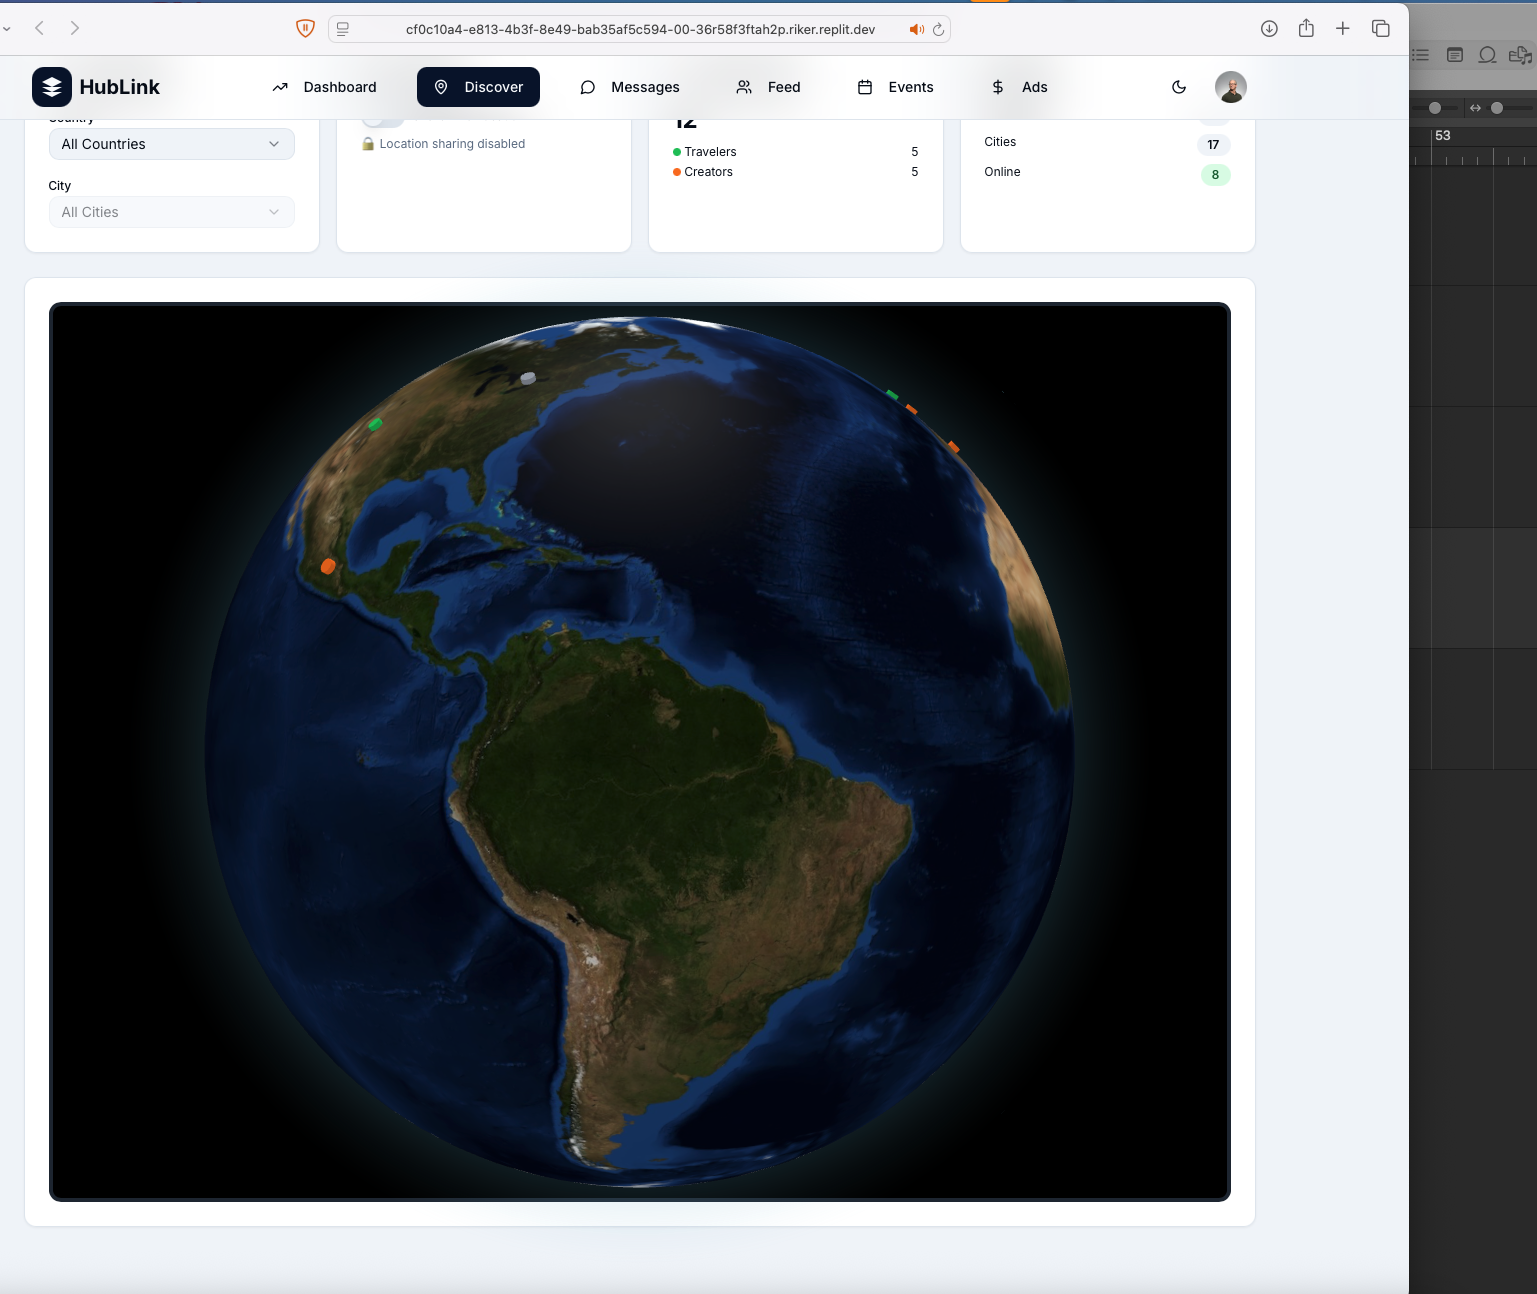 cf0c10a4-e813-4b3f-8e49-bab35af5c594-00-36r58f3ftah2p.riker.replit.dev
HubLink
Dashboard
Discover
Messages
Feed
Events
$ Ads
53
Country
All Countries
City
All Cities
Location sharing disabled
12
Travelers 5
Creators 5
Cities 17
Online 8